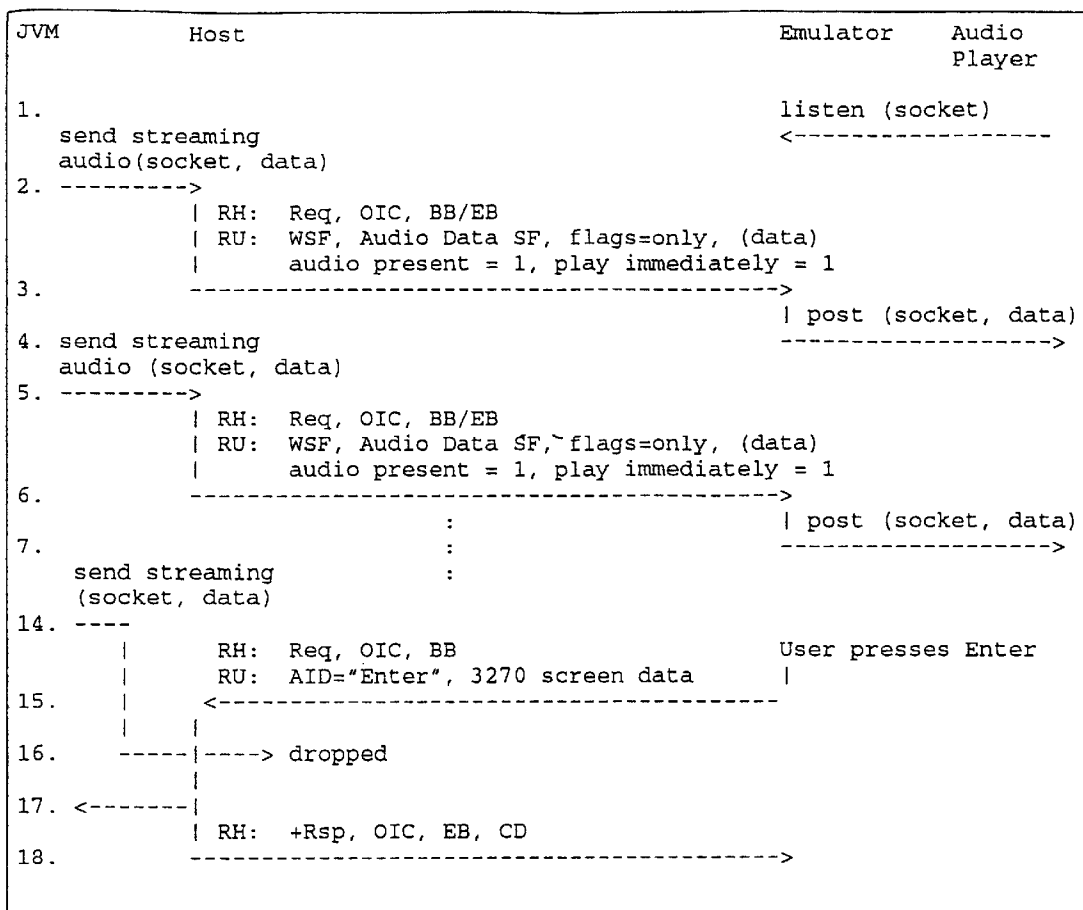 JVM Host Emulator Audio
Player
1. listen (socket)
send streaming <------------------
audio(socket, data)
2. --------->
| RH: Req, OIC, BB/EB
| RU: WSF, Audio Data SF, flags=only, (data)
| audio present = 1, play immediately = 1
3. ----------------------------------------->
| post (socket, data)
4. send streaming ------------------->
audio (socket, data)
5. --------->
| RH: Req, OIC, BB/EB
| RU: WSF, Audio Data SF, flags=only, (data)
| audio present = 1, play immediately = 1
6. ----------------------------------------->
: | post (socket, data)
7. : ------------------->
send streaming :
(socket, data)
14. ----
| RH: Req, OIC, BB User presses Enter
| RU: AID="Enter", 3270 screen data |
15. | <----------------------------------------
| |
16. -----|----> dropped
|
17. <-------|
| RH: +Rsp, OIC, EB, CD
18. ----------------------------------------->